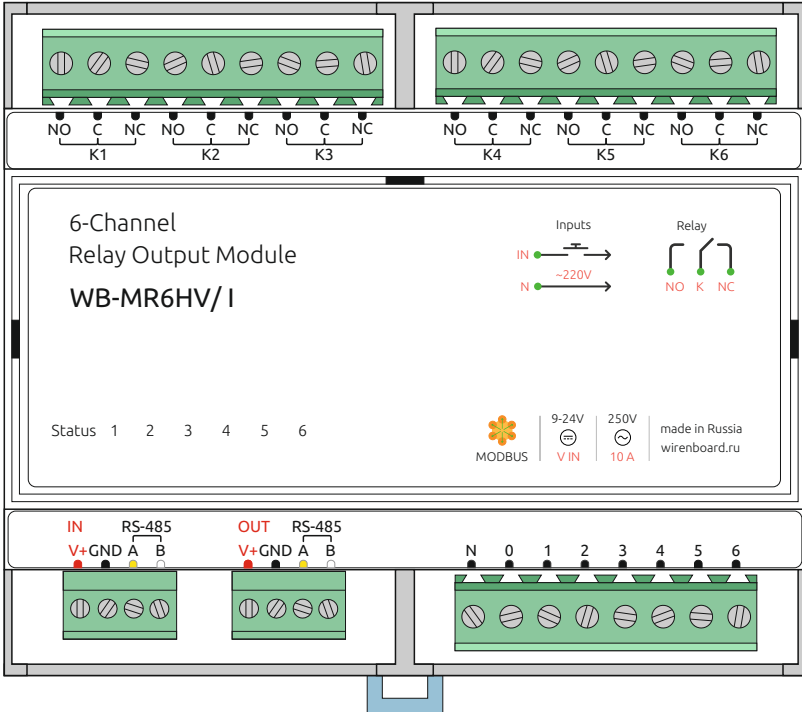 NO C NC NO C NC NO C NC NO C NC NO C NC NO C NC
K1 K2 K3 K4 K5 K6
6-Channel
Relay Output Module
WB-MR6HV/ I
Inputs Relay
IN
~220V
N
NO K NC
Status 1 2 3 4 5 6
MODBUS
9-24V
V IN
250V
10 A
made in Russia
wirenboard.ru
IN RS-485 OUT RS-485
V+ GND A B V+ GND A B N 0 1 2 3 4 5 6